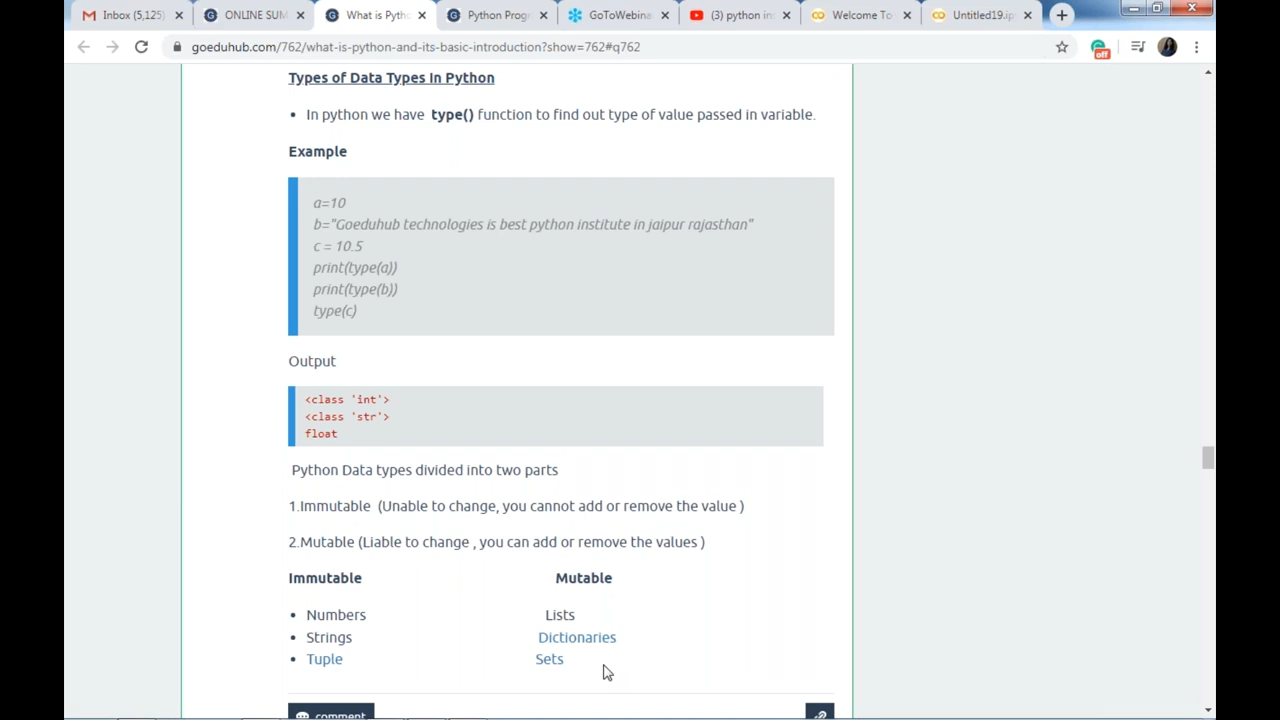 Inbox (5,125)
ONLINE SUM
What is Pytho
Python Progr
GoToWebina
(3) python ins
Welcome To
Untitled19.ip
goeduhub.com/762/what-is-python-and-its-basic-introduction?show=762#q762
off
Types of Data Types In Python
• In python we have type() function to find out type of value passed in variable.
Example
a=10
b="Goeduhub technologies is best python institute in jaipur rajasthan"
c = 10.5
print(type(a))
print(type(b))
type(c)
Output
<class 'int'>
<class 'str'>
float
Python Data types divided into two parts
1.Immutable (Unable to change, you cannot add or remove the value )
2.Mutable (Liable to change , you can add or remove the values )
Immutable Mutable
• Numbers Lists
• Strings Dictionaries
• Tuple Sets
comment